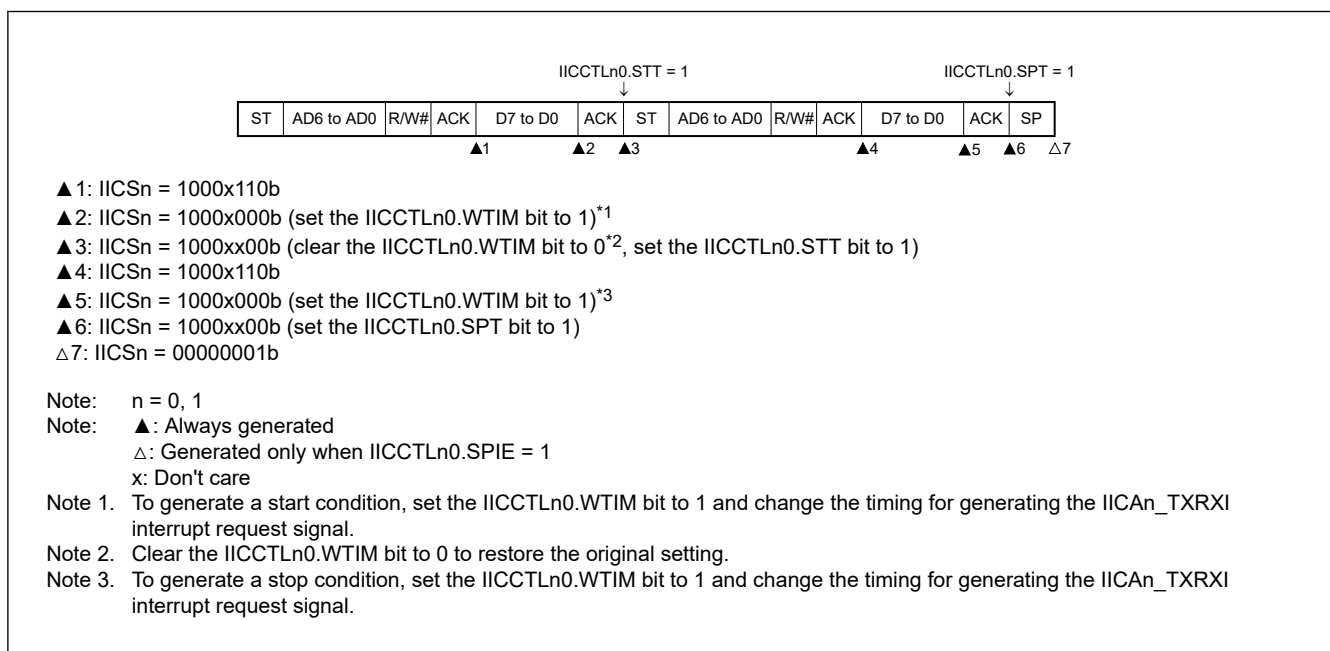 IICCTLn0.STT = 1 IICCTLn0.SPT = 1
↓ ↓
ST AD6 to AD0 R/W# ACK D7 to D0 ACK ST AD6 to AD0 R/W# ACK D7 to D0 ACK SP
▲1 ▲2 ▲3 ▲4 ▲5 ▲6 △7
▲1: IICSn = 1000x110b
▲2: IICSn = 1000x000b (set the IICCTLn0.WTIM bit to 1)*1
▲3: IICSn = 1000xx00b (clear the IICCTLn0.WTIM bit to 0*2, set the IICCTLn0.STT bit to 1)
▲4: IICSn = 1000x110b
▲5: IICSn = 1000x000b (set the IICCTLn0.WTIM bit to 1)*3
▲6: IICSn = 1000xx00b (set the IICCTLn0.SPT bit to 1)
△7: IICSn = 00000001b
Note: n = 0, 1
Note: ▲: Always generated
△: Generated only when IICCTLn0.SPIE = 1
x: Don't care
Note 1. To generate a start condition, set the IICCTLn0.WTIM bit to 1 and change the timing for generating the IICAn_TXRXI
interrupt request signal.
Note 2. Clear the IICCTLn0.WTIM bit to 0 to restore the original setting.
Note 3. To generate a stop condition, set the IICCTLn0.WTIM bit to 1 and change the timing for generating the IICAn_TXRXI
interrupt request signal.